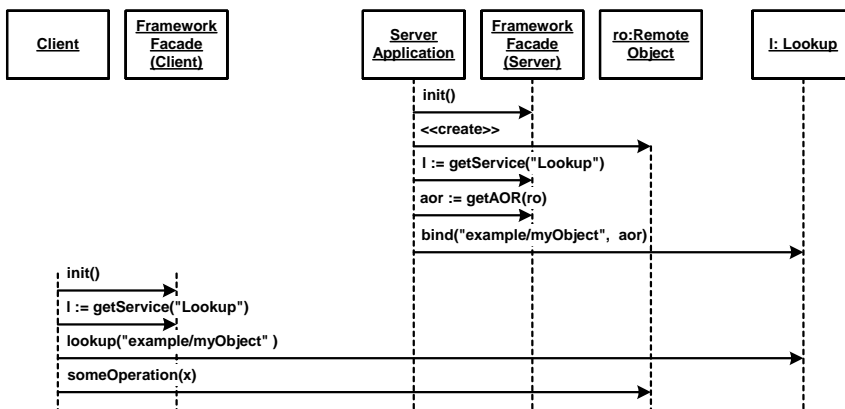 Client
Framework
Facade
(Client)
Server
Application
Framework
Facade
(Server)
ro:Remote
Object
l: Lookup
init()
<<create>>
l := getService("Lookup")
aor := getAOR(ro)
bind("example/myObject", aor)
init()
l := getService("Lookup")
lookup("example/myObject" )
someOperation(x)